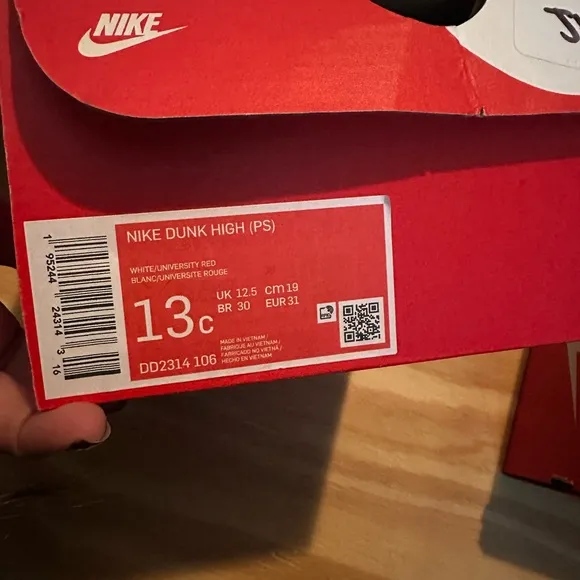 NIKE
NIKE DUNK HIGH (PS)
WHITE/UNIVERSITY RED
BLANC/UNIVERSITE ROUGE
13c
UK 12.5 CM 19
BR 30 EUR 31
MADE IN VIETNAM /
FABRIQUE AU VIETNAM /
FABRICADO NO VIETNÃ /
HECHO EN VIETNAM
DD2314 106
1 95244 24314 3 16